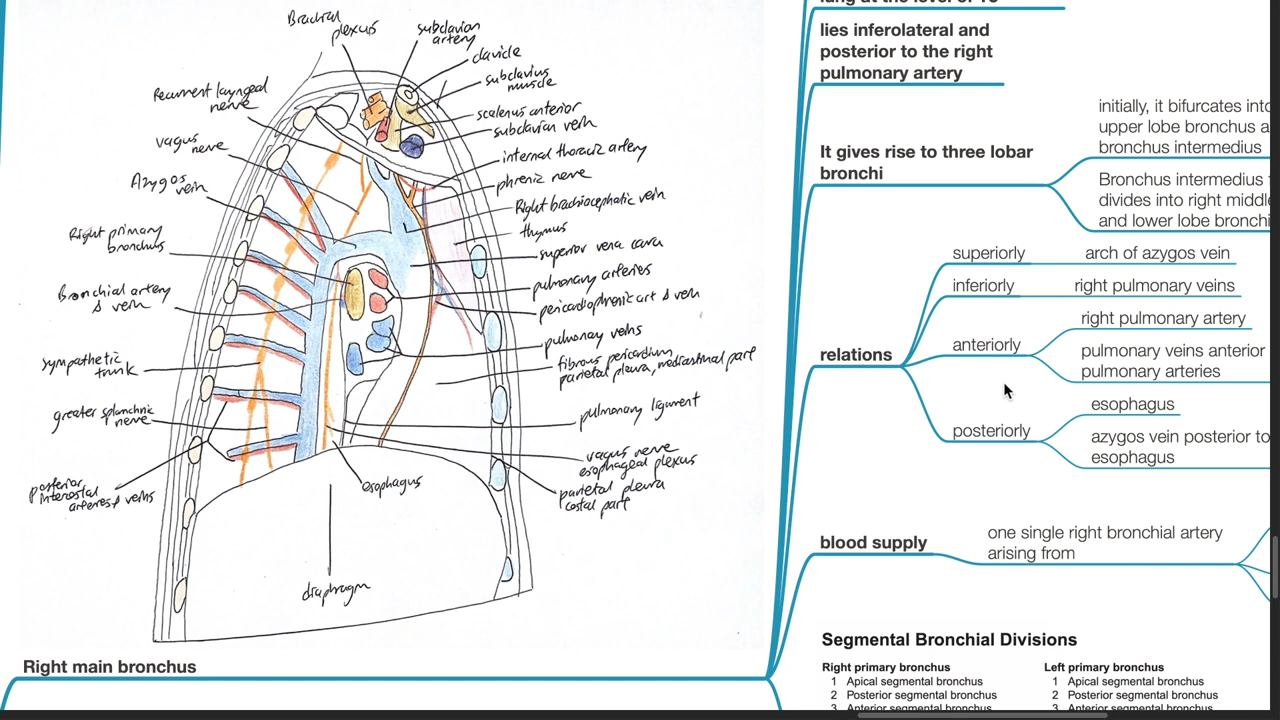 Brachial
plexus
subclavian
artery
clavicle
subclavius
muscle
Recurrent laryngeal
nerve
scalenus anterior
subclavian vein
vagus
nerve
internal thoracic artery
phrenic nerve
Azygos
vein
Right brachiocephalic vein
thymus
Right primary
bronchus
superior vena cava
pulmonary arteries
Bronchial artery
& vein
pericardiophrenic art & vein
pulmonary veins
sympathetic
trunk
fibrous pericardium
parietal pleura, mediastinal part
greater splanchnic
nerve
pulmonary ligament
vagus nerve
esophageal plexus
posterior
intercostal
arteries & veins
esophagus
parietal pleura
costal part
diaphragm
Right main bronchus
lies inferolateral and
posterior to the right
pulmonary artery
It gives rise to three lobar
bronchi
initially, it bifurcates
upper lobe bronchus
bronchus intermedius
Bronchus intermedius
divides into right
and lower lobe bronchi
relations
superiorly
arch of azygos vein
inferiorly
right pulmonary veins
anteriorly
right pulmonary artery
pulmonary veins anterior
pulmonary arteries
posteriorly
esophagus
azygos vein posterior to
esophagus
blood supply
one single right bronchial artery
arising from
Segmental Bronchial Divisions
Right primary bronchus
1 Apical segmental bronchus
2 Posterior segmental bronchus
3 Anterior segmental bronchus
Left primary bronchus
1 Apical segmental bronchus
2 Posterior segmental bronchus
3 Anterior segmental bronchus